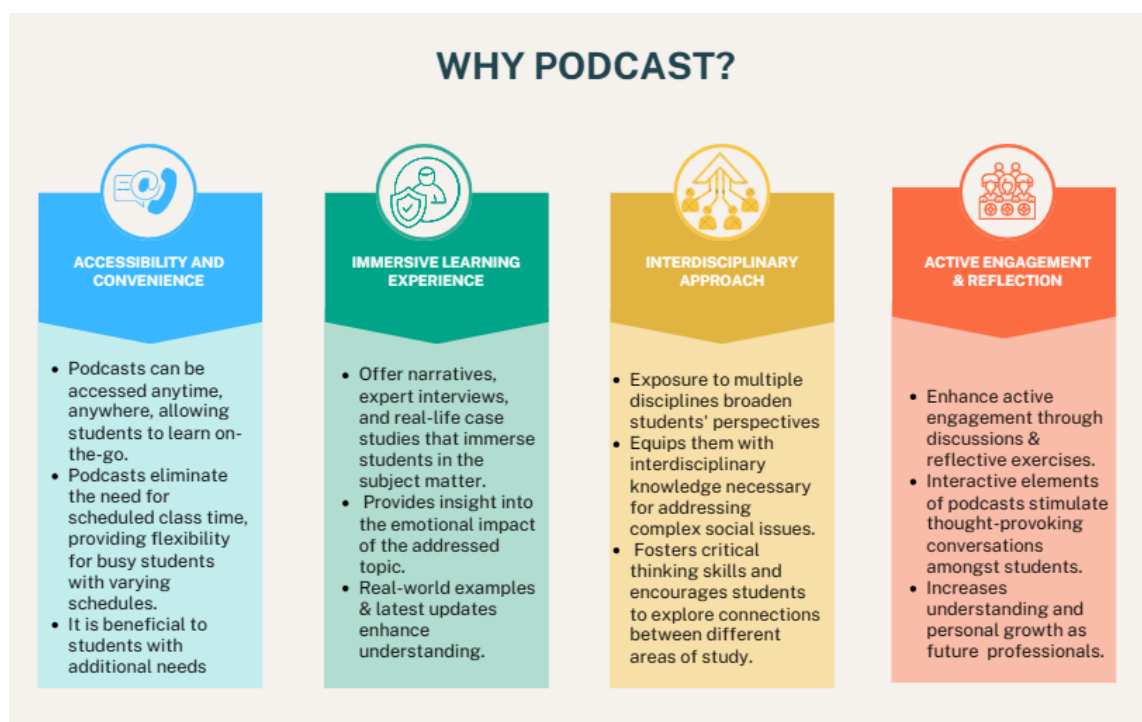 WHY PODCAST?
ACCESSIBILITY AND
CONVENIENCE
• Podcasts can be
accessed anytime,
anywhere, allowing
students to learn on-
the-go.
• Podcasts eliminate
the need for
scheduled class time,
providing flexibility
for busy students
with varying
schedules.
• It is beneficial to
students with
additional needs
IMMERSIVE LEARNING
EXPERIENCE
• Offer narratives,
expert interviews,
and real-life case
studies that immerse
students in the
subject matter.
• Provides insight into
the emotional impact
of the addressed
topic.
• Real-world examples
& latest updates
enhance
understanding.
INTERDISCIPLINARY
APPROACH
• Exposure to multiple
disciplines broaden
students' perspectives
• Equips them with
interdisciplinary
knowledge necessary
for addressing
complex social issues.
• Fosters critical
thinking skills and
encourages students
to explore connections
between different
areas of study.
ACTIVE ENGAGEMENT
& REFLECTION
• Enhance active
engagement through
discussions &
reflective exercises.
• Interactive elements
of podcasts stimulate
thought-provoking
conversations
amongst students.
• Increases
understanding and
personal growth as
future professionals.